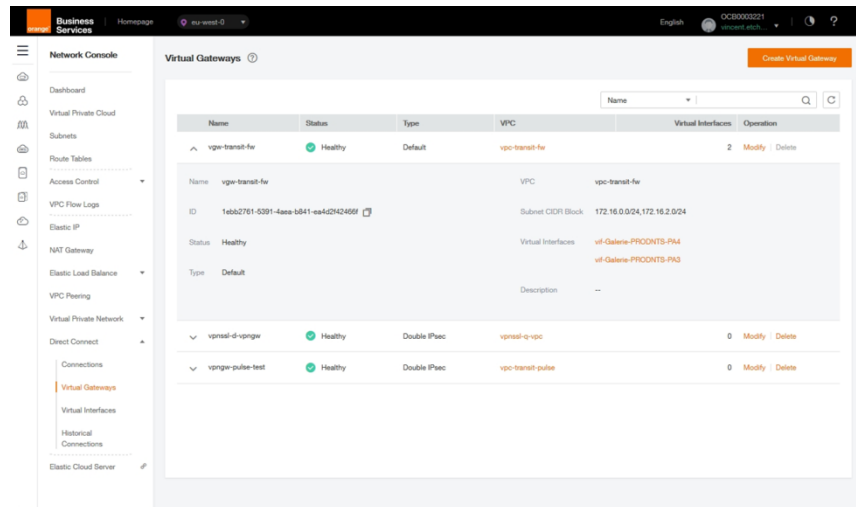 orange
Business
Services
Homepage
eu-west-0
English
OCB0003221
vincent.etch...
?
Network Console
Virtual Gateways ?
Create Virtual Gateway
Dashboard
Virtual Private Cloud
Subnets
Route Tables
Access Control
VPC Flow Logs
Elastic IP
NAT Gateway
Elastic Load Balance
VPC Peering
Virtual Private Network
Direct Connect
Connections
Virtual Gateways
Virtual Interfaces
Historical
Connections
Elastic Cloud Server
Name
Name Status Type VPC Virtual Interfaces Operation
vgw-transit-fw Healthy Default vpc-transit-fw 2 Modify Delete
Name vgw-transit-fw VPC vpc-transit-fw
ID 1ebb2761-5391-4aea-b841-ea4d2f42466f Subnet CIDR Block 172.16.0.0/24,172.16.2.0/24
Status Healthy Virtual Interfaces vif-Galerie-PRODNTS-PA4
vif-Galerie-PRODNTS-PA3
Type Default
Description --
vpnssl-d-vpngw Healthy Double IPsec vpnssl-q-vpc 0 Modify Delete
vpngw-pulse-test Healthy Double IPsec vpc-transit-pulse 0 Modify Delete